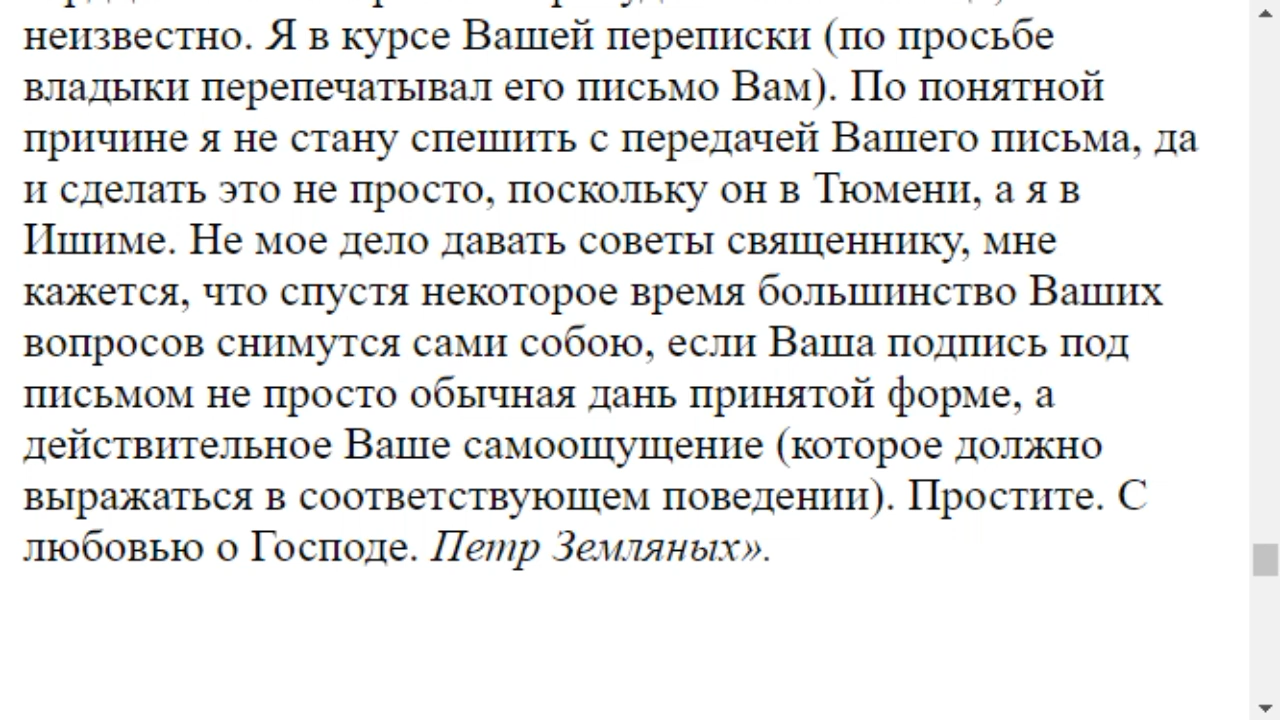 неизвестно. Я в курсе Вашей переписки (по просьбе
владыки перепечатывал его письмо Вам). По понятной
причине я не стану спешить с передачей Вашего письма, да
и сделать это не просто, поскольку он в Тюмени, а я в
Ишиме. Не мое дело давать советы священнику, мне
кажется, что спустя некоторое время большинство Ваших
вопросов снимутся сами собою, если Ваша подпись под
письмом не просто обычная дань принятой форме, а
действительное Ваше самоощущение (которое должно
выражаться в соответствующем поведении). Простите. С
любовью о Господе. Петр Земляных».